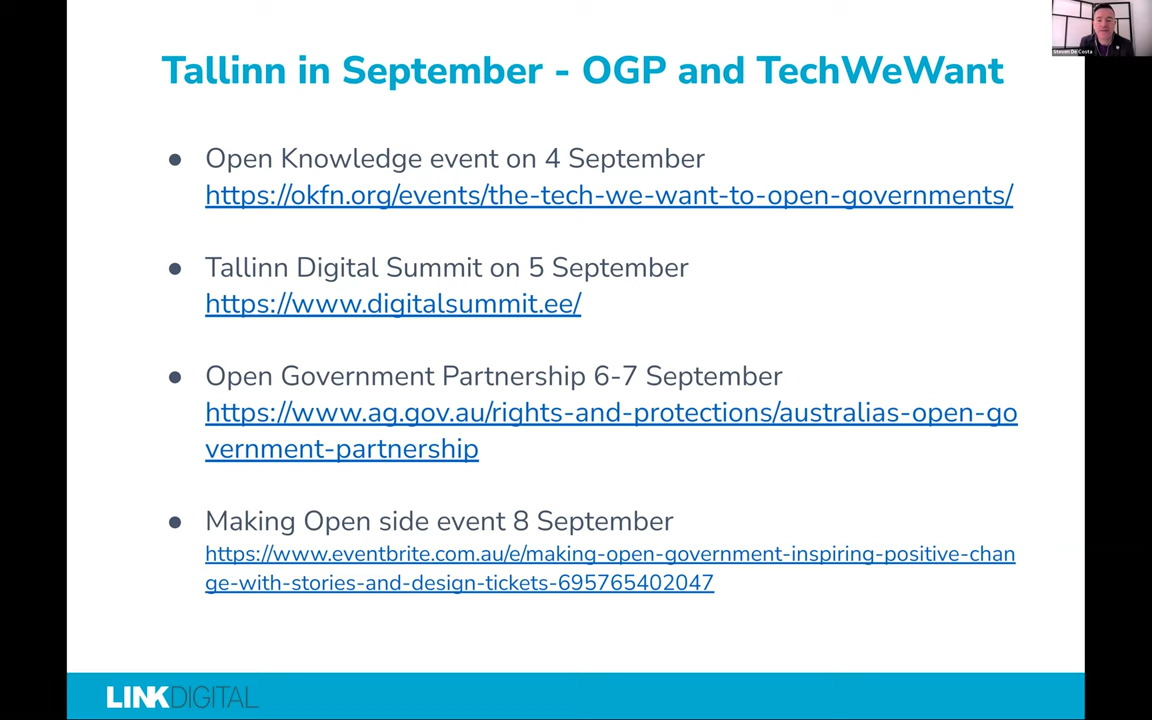 Tallinn in September - OGP and TechWeWant
Steven De Costa
● Open Knowledge event on 4 September
https://okfn.org/events/the-tech-we-want-to-open-governments/
● Tallinn Digital Summit on 5 September
https://www.digitalsummit.ee/
● Open Government Partnership 6-7 September
https://www.ag.gov.au/rights-and-protections/australias-open-go
vernment-partnership
● Making Open side event 8 September
https://www.eventbrite.com.au/e/making-open-government-inspiring-positive-chan
ge-with-stories-and-design-tickets-695765402047
LINKDIGITAL